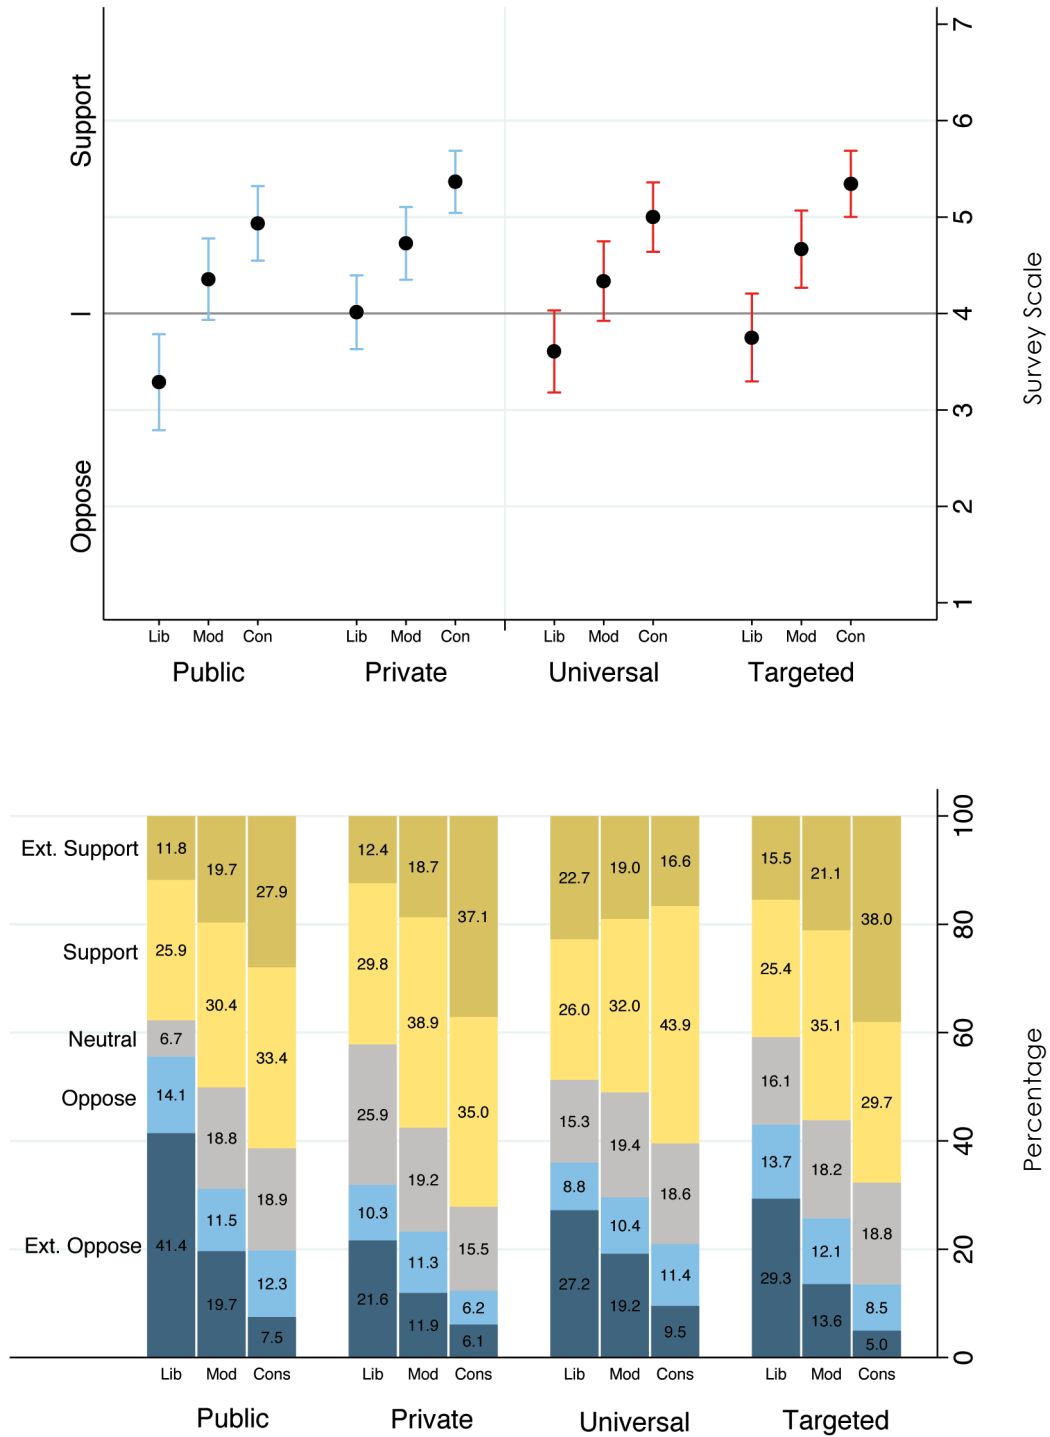 Support
I
Oppose
7
6
5
4
3
2
1
Survey Scale
Lib Mod Con Lib Mod Con Lib Mod Con Lib Mod Con
Public Private Universal Targeted
Ext. Support
Support
Neutral
Oppose
Ext. Oppose
11.8 25.9 6.7 14.1 41.4
19.7 30.4 18.8 11.5 19.7
27.9 33.4 18.9 12.3 7.5
12.4 29.8 25.9 10.3 21.6
18.7 38.9 19.2 11.3 11.9
37.1 35.0 15.5 6.2 6.1
22.7 26.0 15.3 8.8 27.2
19.0 32.0 19.4 10.4 19.2
16.6 43.9 18.6 11.4 9.5
15.5 25.4 16.1 13.7 29.3
21.1 35.1 18.2 12.1 13.6
38.0 29.7 18.8 8.5 5.0
100
80
60
40
20
0
Percentage
Lib Mod Cons Lib Mod Cons Lib Mod Cons Lib Mod Cons
Public Private Universal Targeted